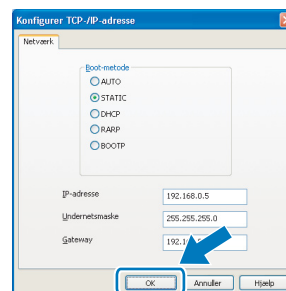 Konfigurer TCP-/IP-adresse
Netværk
Boot-metode
AUTO
STATIC
DHCP
RARP
BOOTP
IP-adresse 192.168.0.5
Undernetsmaske 255.255.255.0
Gateway
OK Annuller Hjælp